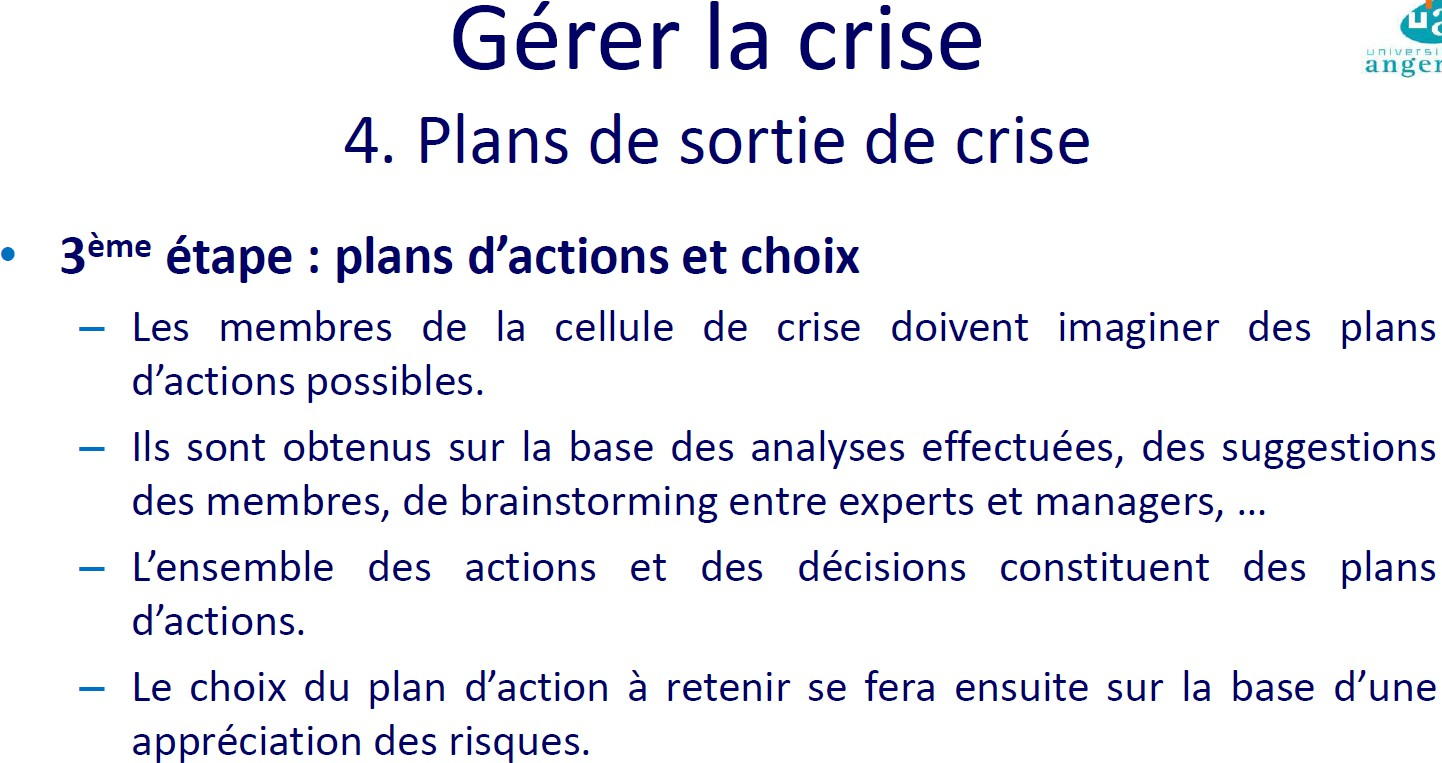 Gérer la crise
4. Plans de sortie de crise
• 3ème étape : plans d’actions et choix
– Les membres de la cellule de crise doivent imaginer des plans
d’actions possibles.
– Ils sont obtenus sur la base des analyses effectuées, des suggestions
des membres, de brainstorming entre experts et managers, …
– L’ensemble des actions et des décisions constituent des plans
d’actions.
– Le choix du plan d’action à retenir se fera ensuite sur la base d’une
appréciation des risques.